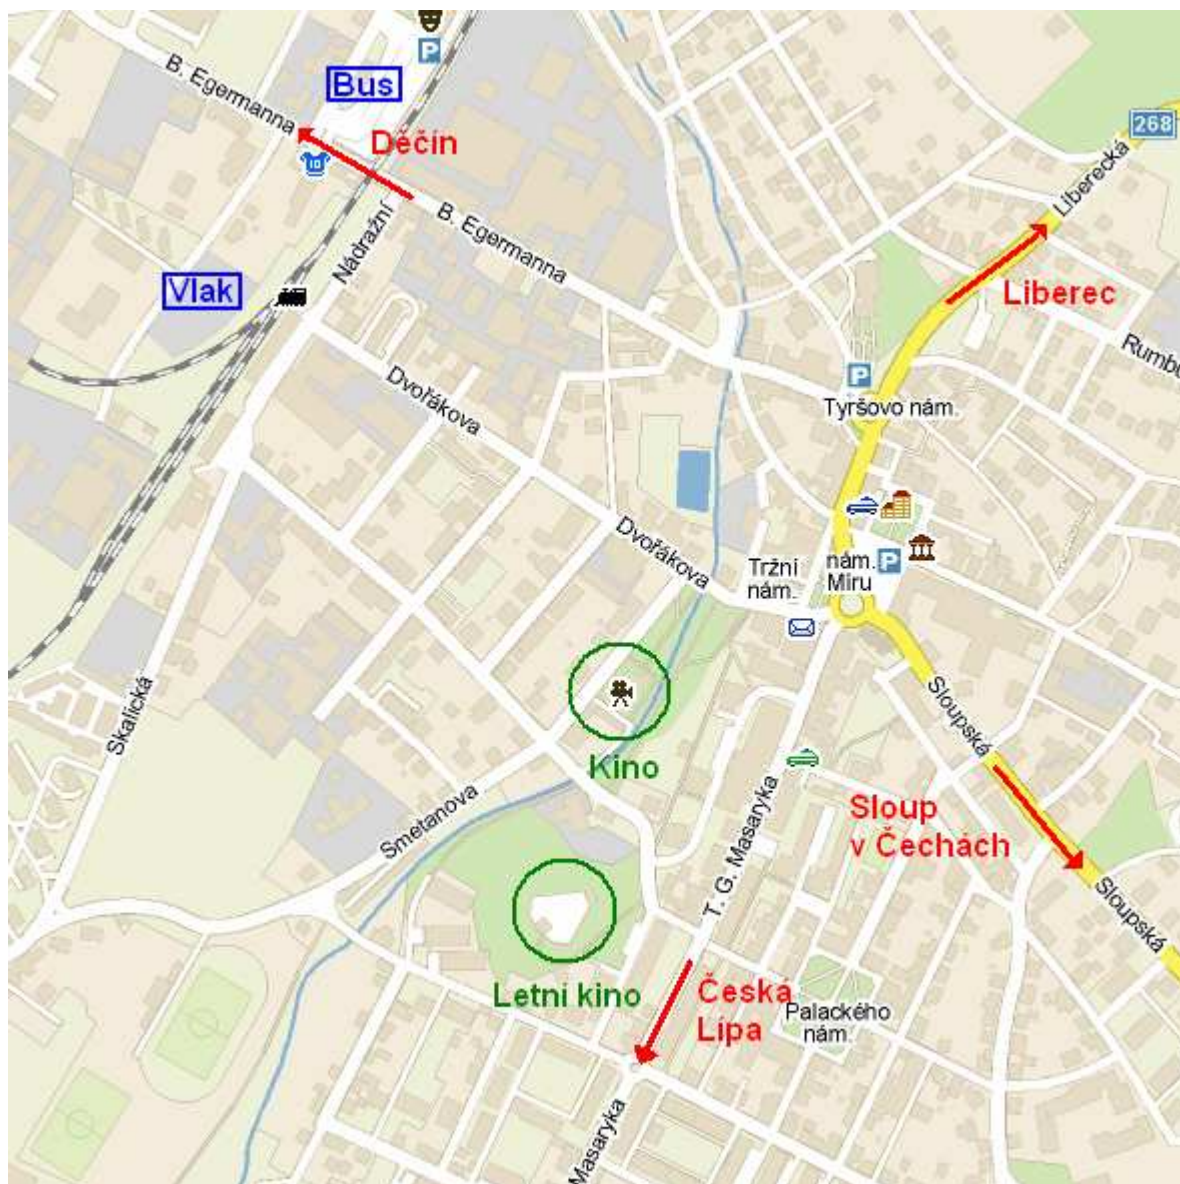 P
Bus
B. Egermanna
268
Děčín
10
Liberecká
Nádražní
B. Egermanna
Vlak
Liberec
Rumbu
Dvořákova
P
Tyršovo nám.
Dvořákova
Tržní
nám.
nám.
Míru
P
Skalická
Sloupská
Kino
Smetanova
T. G. Masaryka
Sloup
v Čechách
Sloupská
Letní kino
Česká
Lípa
Palackého
nám.
Masaryka